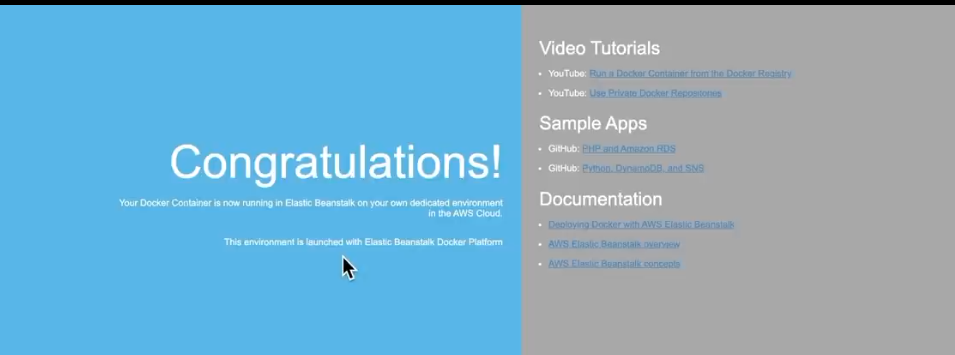 Congratulations!
Your Docker Container is now running in Elastic Beanstalk on your own dedicated environment
in the AWS Cloud.
This environment is launched with Elastic Beanstalk Docker Platform
Video Tutorials
• YouTube: Run a Docker Container from the Docker Registry
• YouTube: Use Private Docker Repositories
Sample Apps
• GitHub: PHP and Amazon RDS
• GitHub: Python, DynamoDB, and SNS
Documentation
• Deploying Docker with AWS Elastic Beanstalk
• AWS Elastic Beanstalk overview
• AWS Elastic Beanstalk concepts